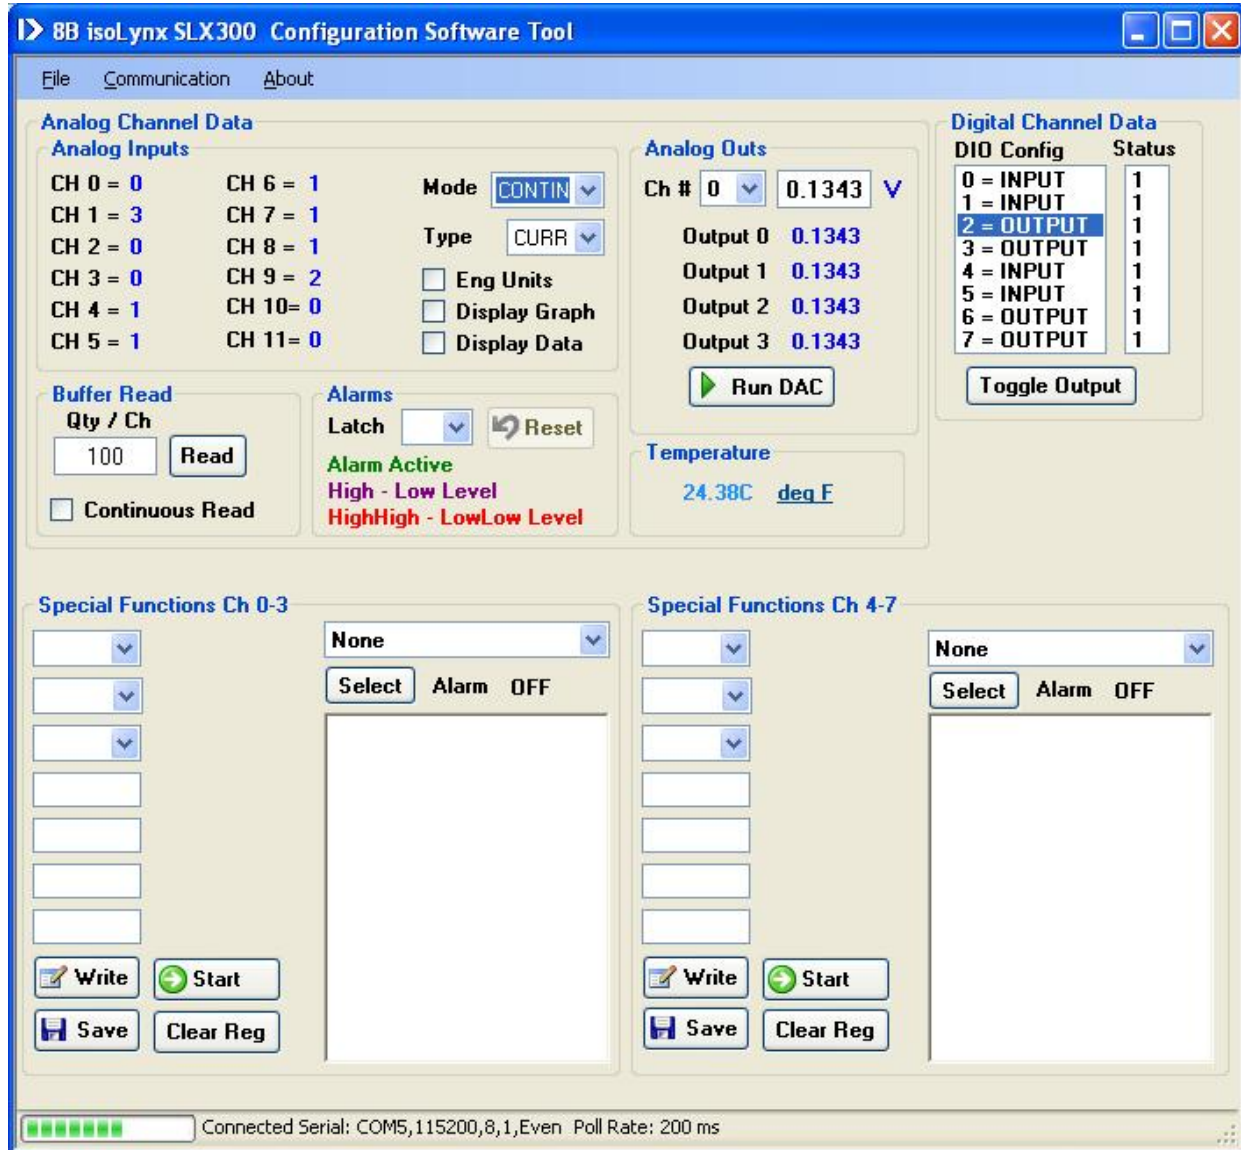 8B isoLynx SLX300 Configuration Software Tool
File Communication About
Analog Channel Data
Analog Inputs
CH 0 = 0 CH 6 = 1
CH 1 = 3 CH 7 = 1
CH 2 = 0 CH 8 = 1
CH 3 = 0 CH 9 = 2
CH 4 = 1 CH 10= 0
CH 5 = 1 CH 11= 0
Mode CONTIN
Type CURR
Eng Units
Display Graph
Display Data
Analog Outs
Ch # 0 0.1343 V
Output 0 0.1343
Output 1 0.1343
Output 2 0.1343
Output 3 0.1343
Run DAC
Digital Channel Data
DIO Config Status
0 = INPUT 1
1 = INPUT 1
2 = OUTPUT 1
3 = OUTPUT 1
4 = INPUT 1
5 = INPUT 1
6 = OUTPUT 1
7 = OUTPUT 1
Toggle Output
Buffer Read
Qty / Ch
100 Read
Continuous Read
Alarms
Latch Reset
Alarm Active
High - Low Level
HighHigh - LowLow Level
Temperature
24.38C deg F
Special Functions Ch 0-3
None
Select Alarm OFF
Write Start
Save Clear Reg
Special Functions Ch 4-7
None
Select Alarm OFF
Write Start
Save Clear Reg
Connected Serial: COM5,115200,8,1,Even Poll Rate: 200 ms